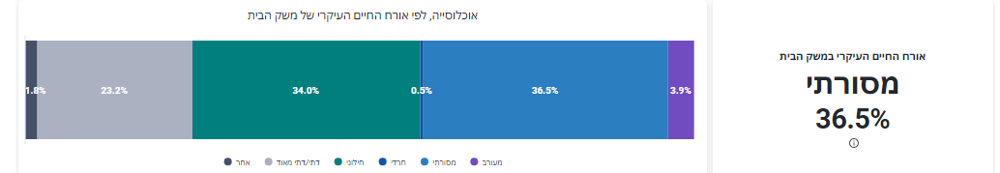 אוכלוסייה, לפי אורח החיים העיקרי של משק הבית
1.8% 23.2% 34.0% 0.5% 36.5% 3.9%
מעורב מסורתי חרדי חילוני דתי/דתי מאוד אחר
אורח החיים העיקרי במשק הבית
מסורתי
36.5%